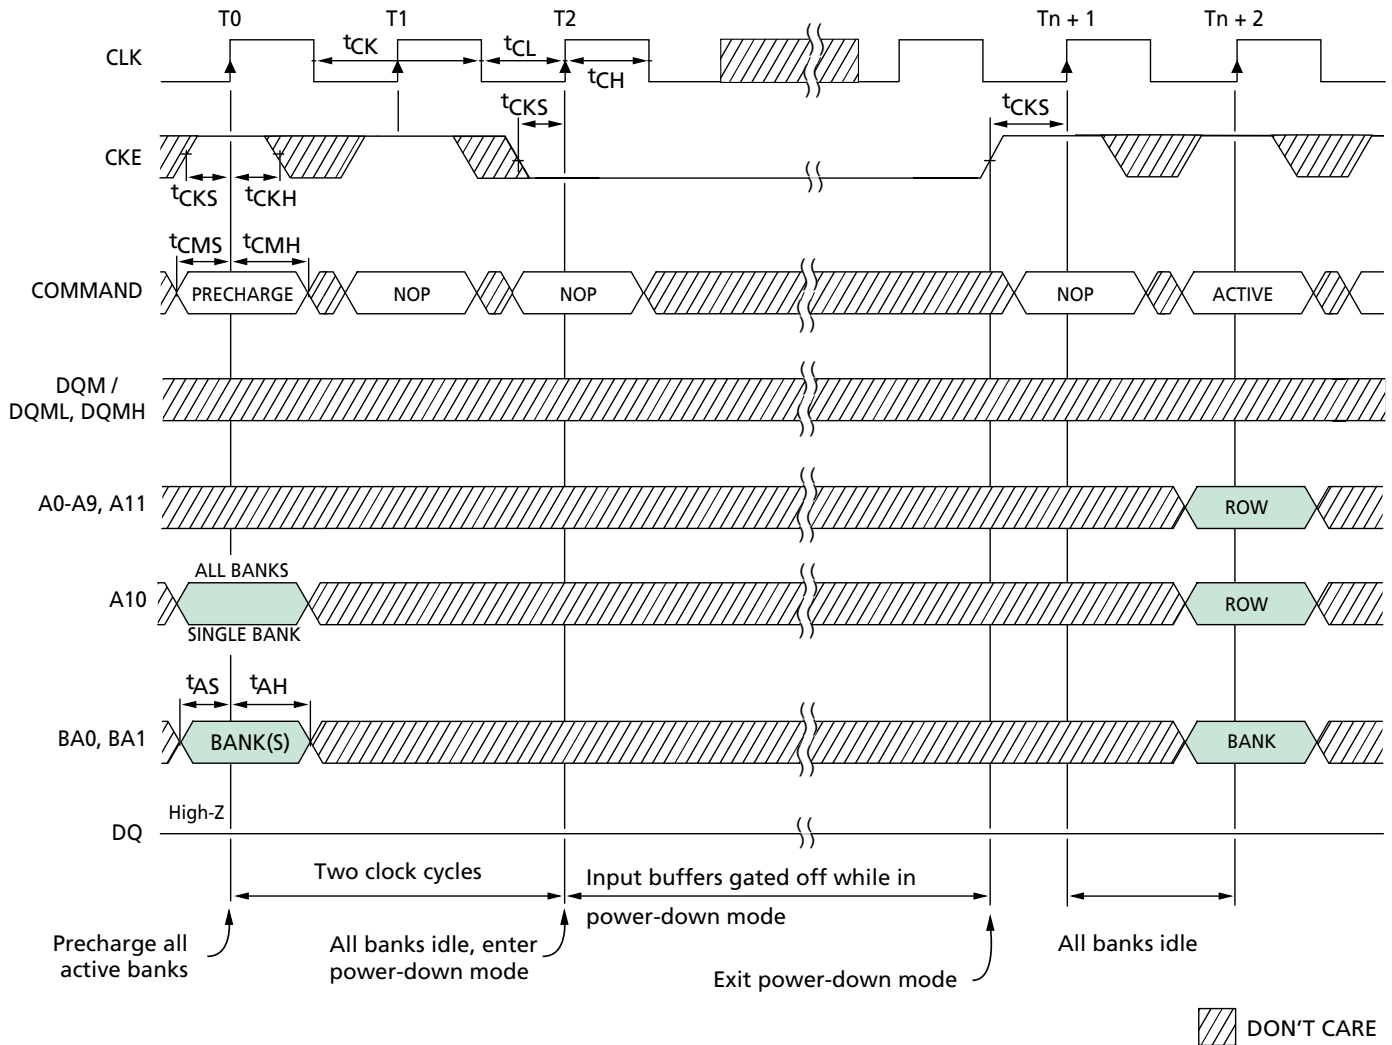 T0 T1 T2 Tn + 1 Tn + 2
CLK
tCK tCL tCH
tCKS tCKS
CKE
tCKS tCKH
tCMS tCMH
COMMAND PRECHARGE NOP NOP NOP ACTIVE
DQM /
DQML, DQMH
A0-A9, A11 ROW
ALL BANKS
A10 ROW
SINGLE BANK
tAS tAH
BA0, BA1 BANK(S) BANK
High-Z
DQ
Two clock cycles
Input buffers gated off while in
power-down mode
Precharge all
active banks
All banks idle, enter
power-down mode
Exit power-down mode
All banks idle
DON'T CARE